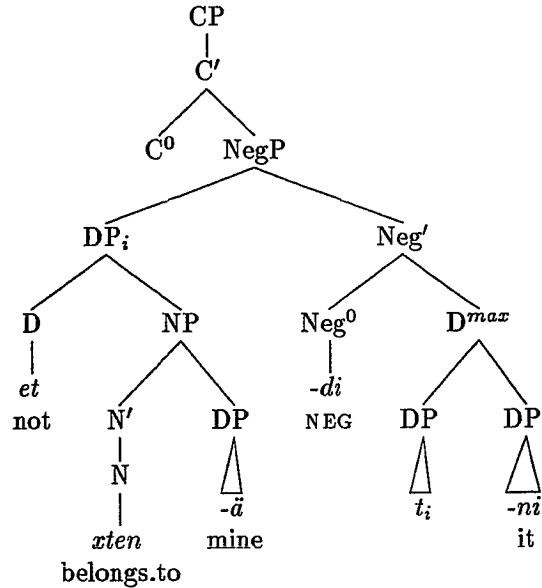 CP
C′
C⁰ NegP
DPᵢ Neg′
D NP Neg⁰ Dᵐᵃˣ
et -di
not N′ DP NEG DP DP
N -ä tᵢ -ni
mine it
xten
belongs.to